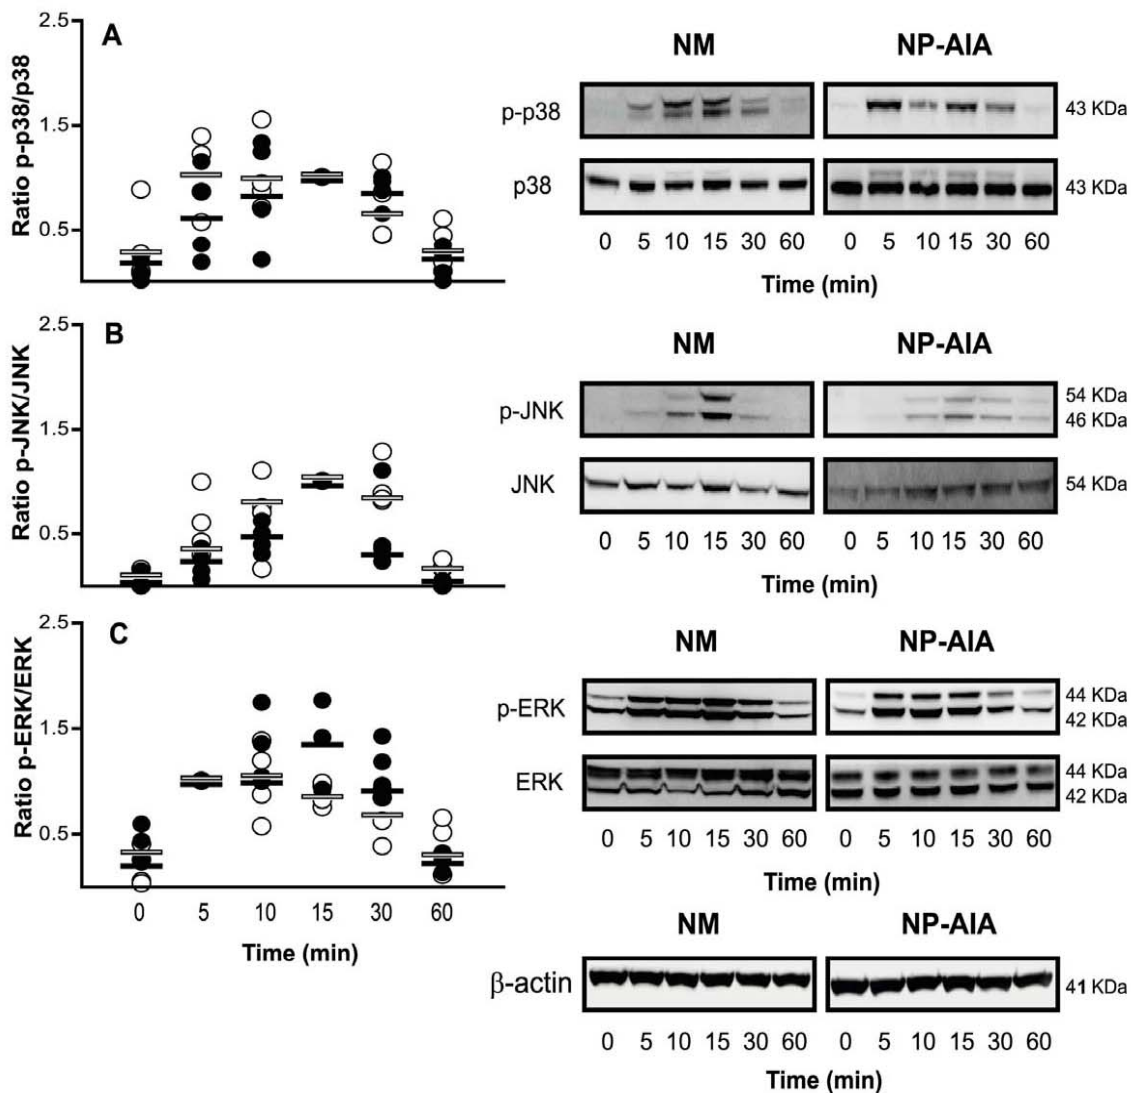 A
Ratio p-p38/p38
2.5
1.5
0.5
NM NP-AIA
p-p38 43 KDa
p38 43 KDa
0 5 10 15 30 60 0 5 10 15 30 60
Time (min)
B
Ratio p-JNK/JNK
2.5
1.5
0.5
NM NP-AIA
p-JNK 54 KDa
46 KDa
JNK 54 KDa
0 5 10 15 30 60 0 5 10 15 30 60
Time (min)
C
Ratio p-ERK/ERK
2.5
1.5
0.5
0 5 10 15 30 60
Time (min)
NM NP-AIA
p-ERK 44 KDa
42 KDa
ERK 44 KDa
42 KDa
0 5 10 15 30 60 0 5 10 15 30 60
Time (min)
NM NP-AIA
β-actin 41 KDa
0 5 10 15 30 60 0 5 10 15 30 60
Time (min)